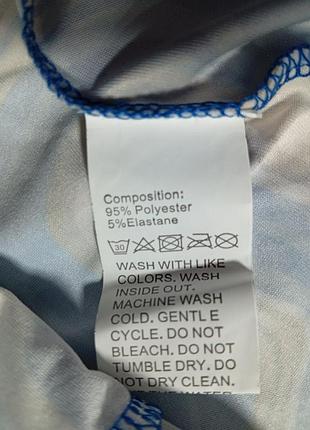 Composition:
95% Polyester
5%Elastane
30
WASH WITH LIKE
COLORS. WASH
INSIDE OUT.
MACHINE WASH
COLD. GENTLE
CYCLE. DO NOT
BLEACH. DO NOT
TUMBLE DRY. DO
NOT DRY CLEAN.